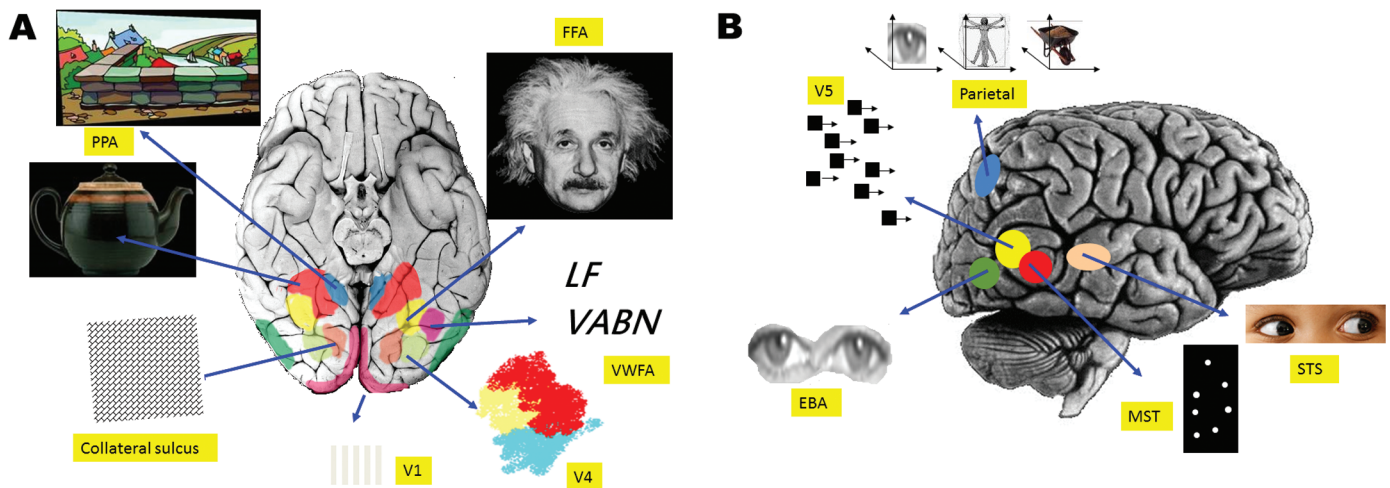 A
FFA
PPA
LF
VABN
VWFA
Collateral sulcus
V1
V4
B
V5
Parietal
EBA
MST
STS